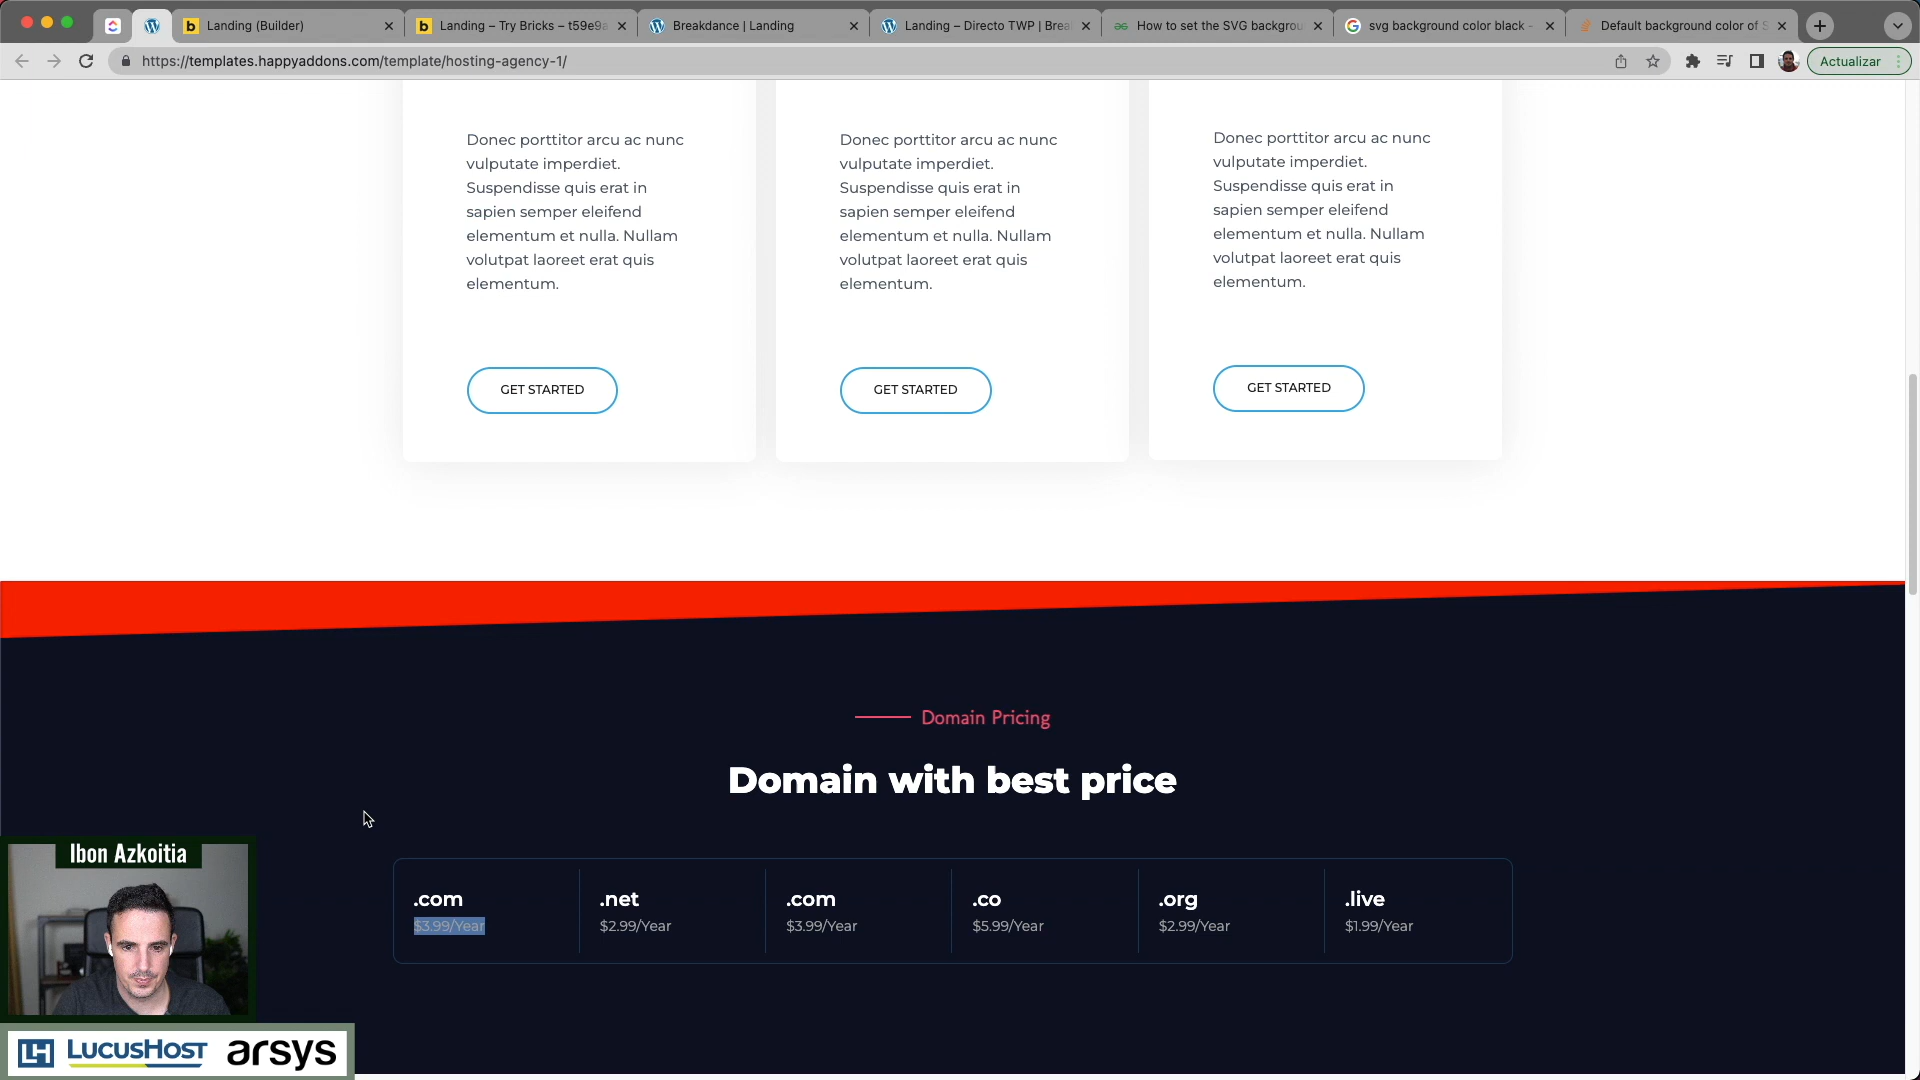 Landing (Builder)
Landing – Try Bricks – t59e9a
Breakdance | Landing
Landing – Directo TWP | Brea
How to set the SVG backgrou
svg background color black -
Default background color of S
https://templates.happyaddons.com/template/hosting-agency-1/
Actualizar
Donec porttitor arcu ac nunc
vulputate imperdiet.
Suspendisse quis erat in
sapien semper eleifend
elementum et nulla. Nullam
volutpat laoreet erat quis
elementum.
GET STARTED
Donec porttitor arcu ac nunc
vulputate imperdiet.
Suspendisse quis erat in
sapien semper eleifend
elementum et nulla. Nullam
volutpat laoreet erat quis
elementum.
GET STARTED
Donec porttitor arcu ac nunc
vulputate imperdiet.
Suspendisse quis erat in
sapien semper eleifend
elementum et nulla. Nullam
volutpat laoreet erat quis
elementum.
GET STARTED
Domain Pricing
Domain with best price
.com
$3.99/Year
.net
$2.99/Year
.com
$3.99/Year
.co
$5.99/Year
.org
$2.99/Year
.live
$1.99/Year
Ibon Azkoitia
LH LUCUSHOST arsys